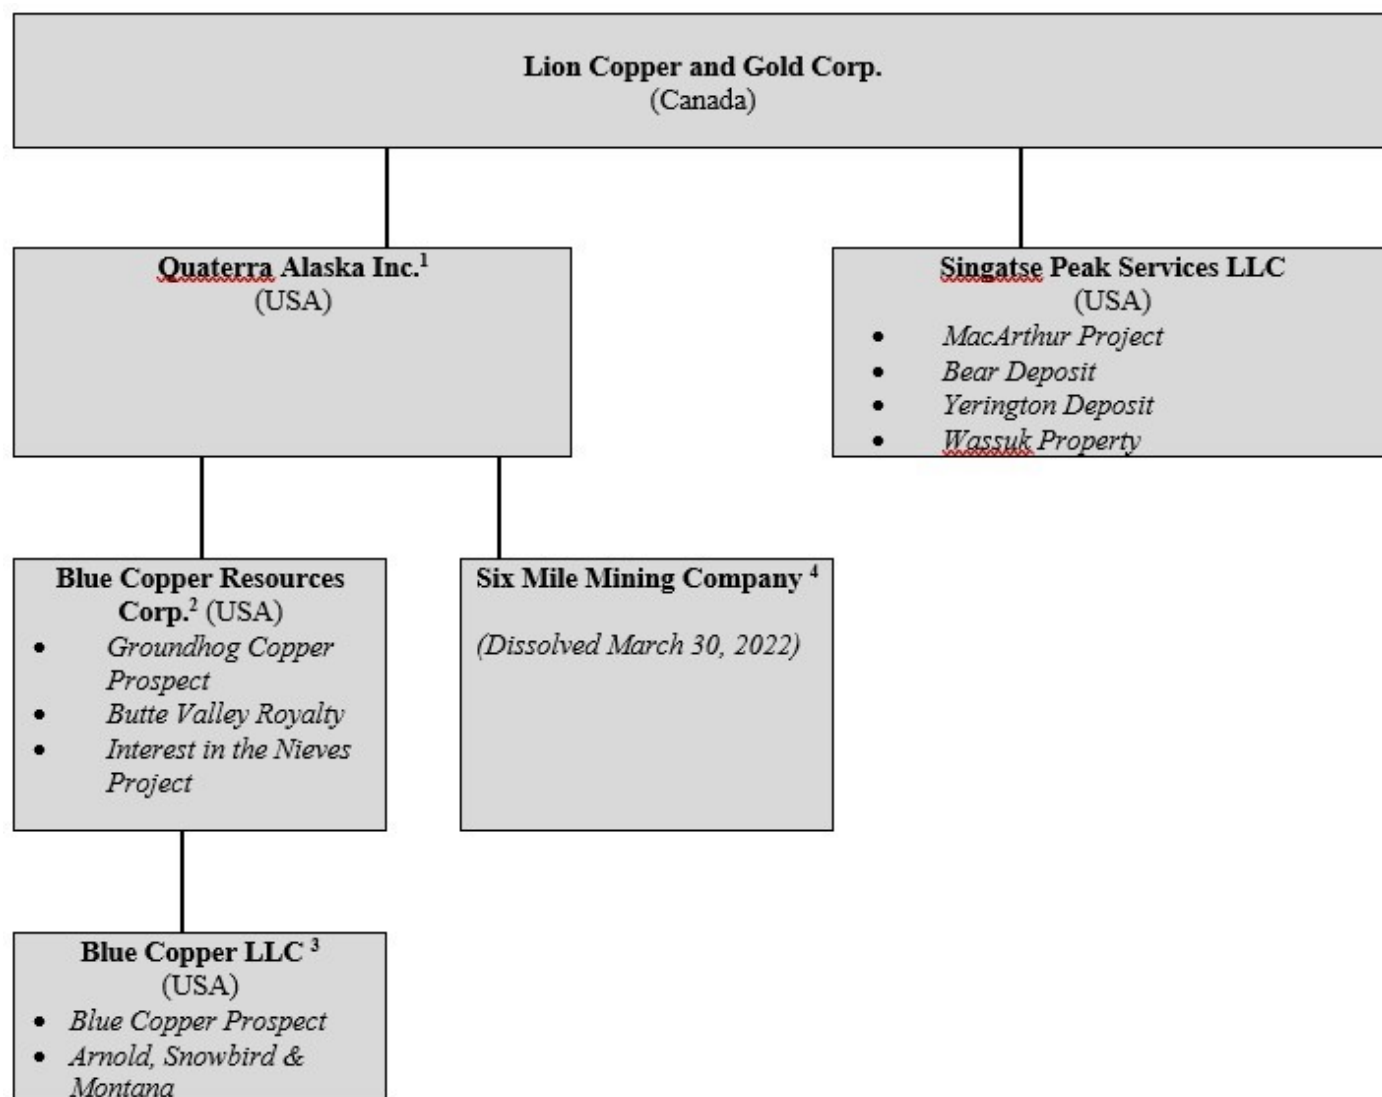 Lion Copper and Gold Corp.
(Canada)
Quaterra Alaska Inc.¹
(USA)
Singatse Peak Services LLC
(USA)
• MacArthur Project
• Bear Deposit
• Yerington Deposit
• Wassuk Property
Blue Copper Resources
Corp.² (USA)
• Groundhog Copper
Prospect
• Butte Valley Royalty
• Interest in the Nieves
Project
Six Mile Mining Company ⁴
(Dissolved March 30, 2022)
Blue Copper LLC ³
(USA)
• Blue Copper Prospect
• Arnold, Snowbird &
Montana